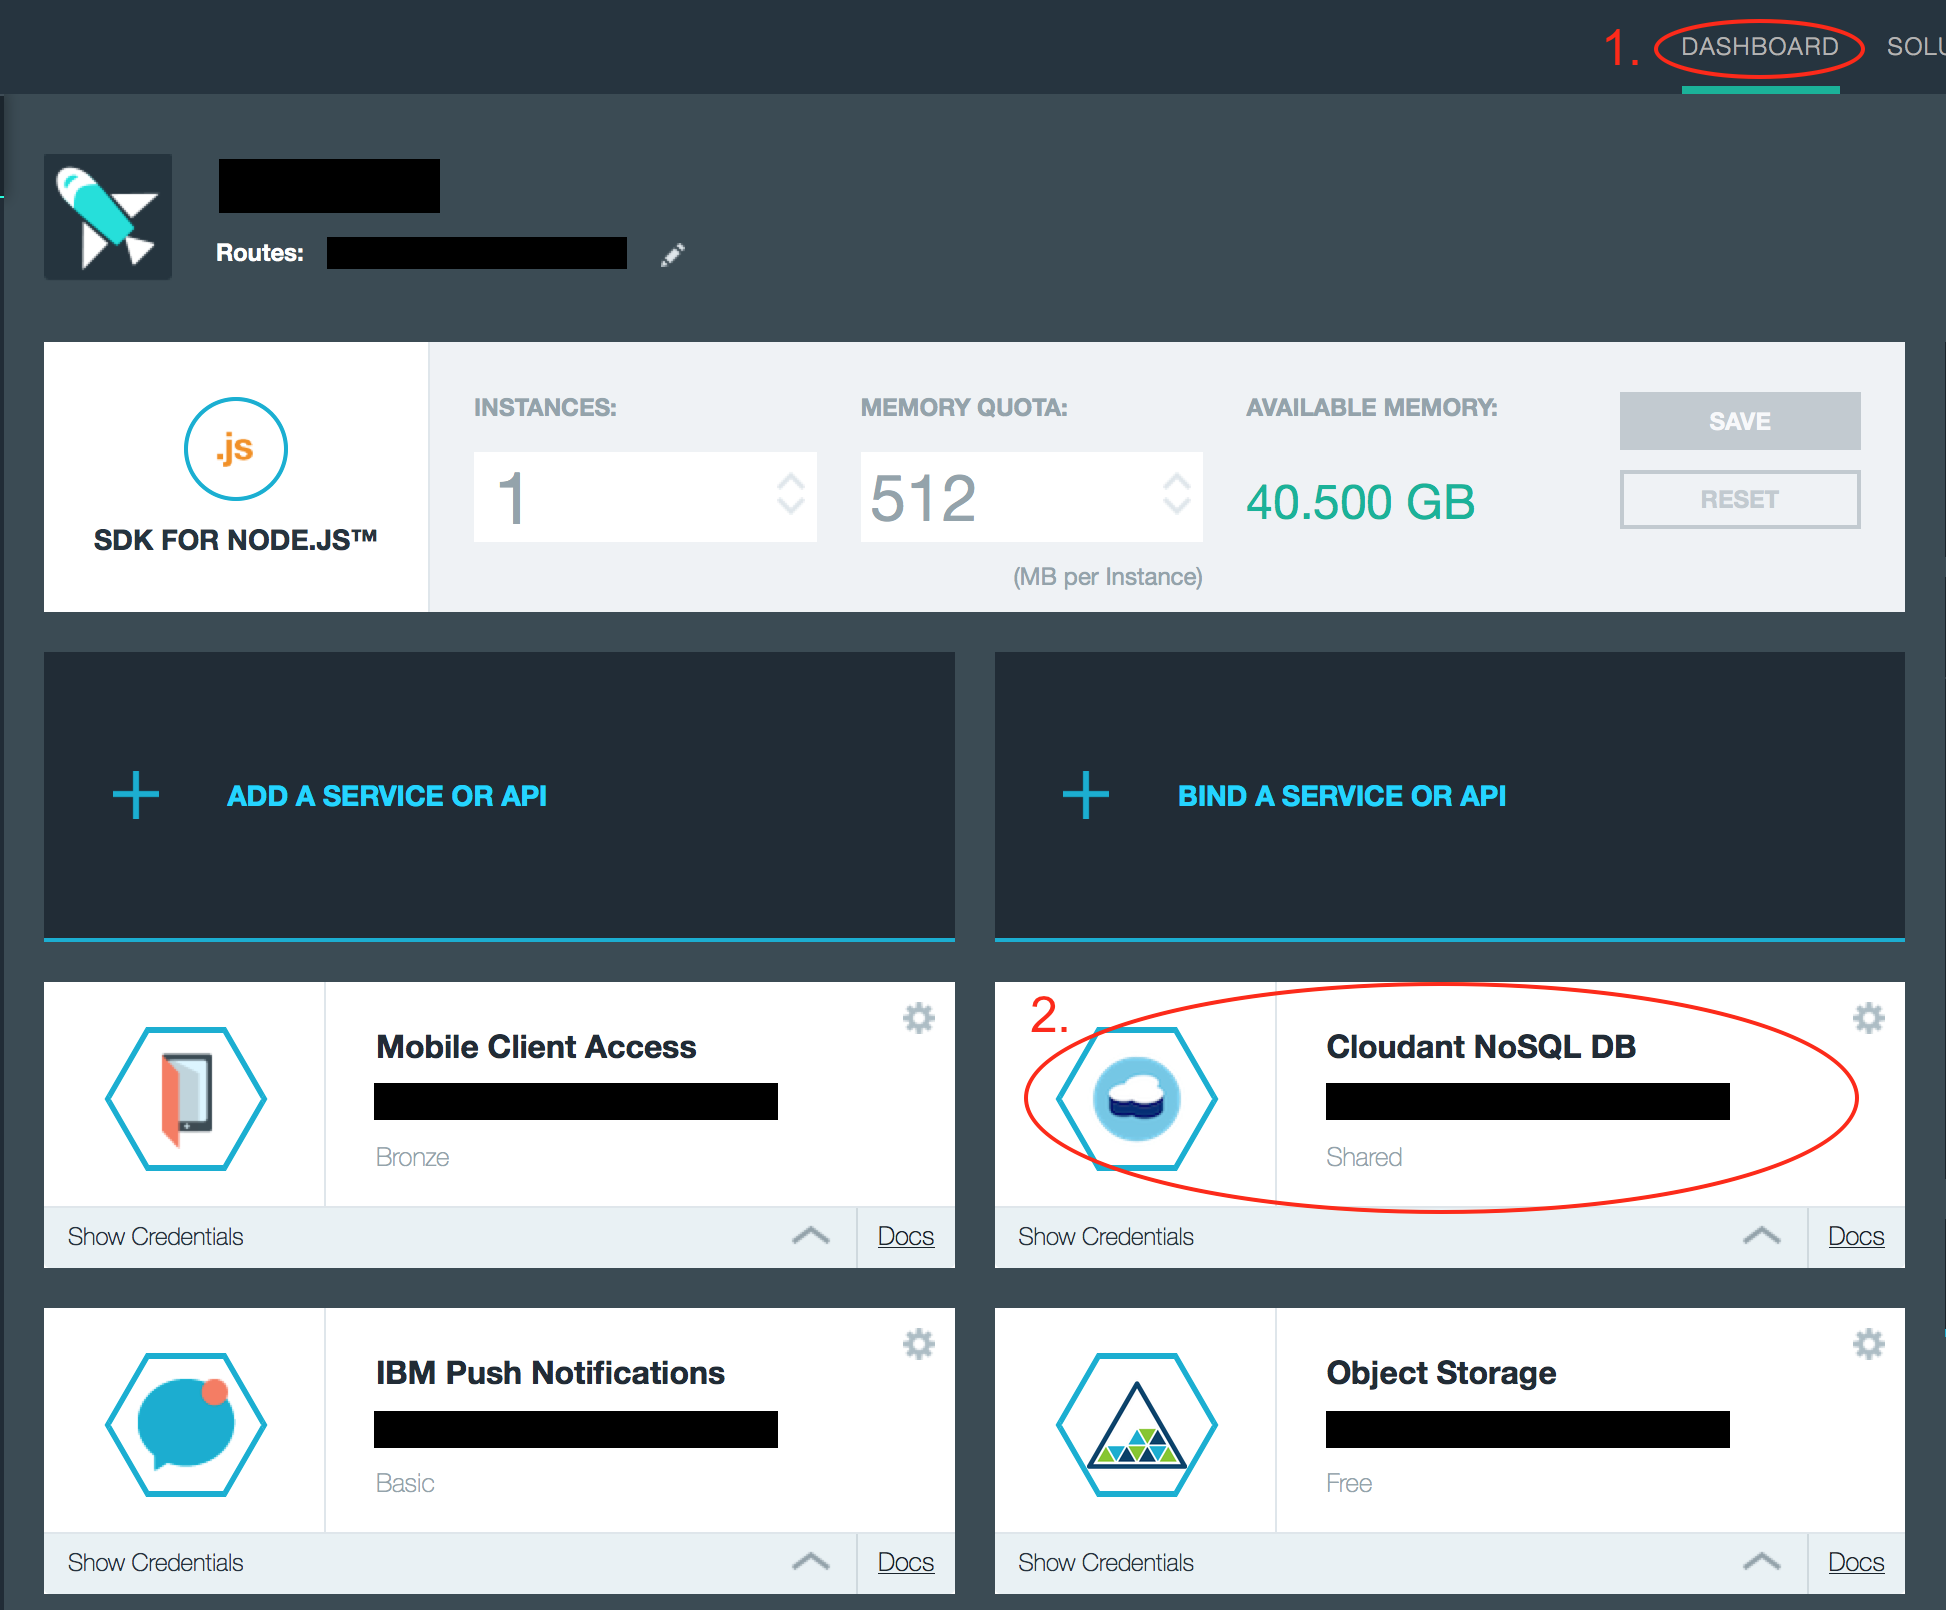 1. DASHBOARD SOLU
Routes:
.js
SDK FOR NODE.JS™
INSTANCES:
1
MEMORY QUOTA:
512
(MB per Instance)
AVAILABLE MEMORY:
40.500 GB
SAVE
RESET
ADD A SERVICE OR API
BIND A SERVICE OR API
Mobile Client Access
Bronze
Show Credentials
Docs
2.
Cloudant NoSQL DB
Shared
Show Credentials
Docs
IBM Push Notifications
Basic
Show Credentials
Docs
Object Storage
Free
Show Credentials
Docs